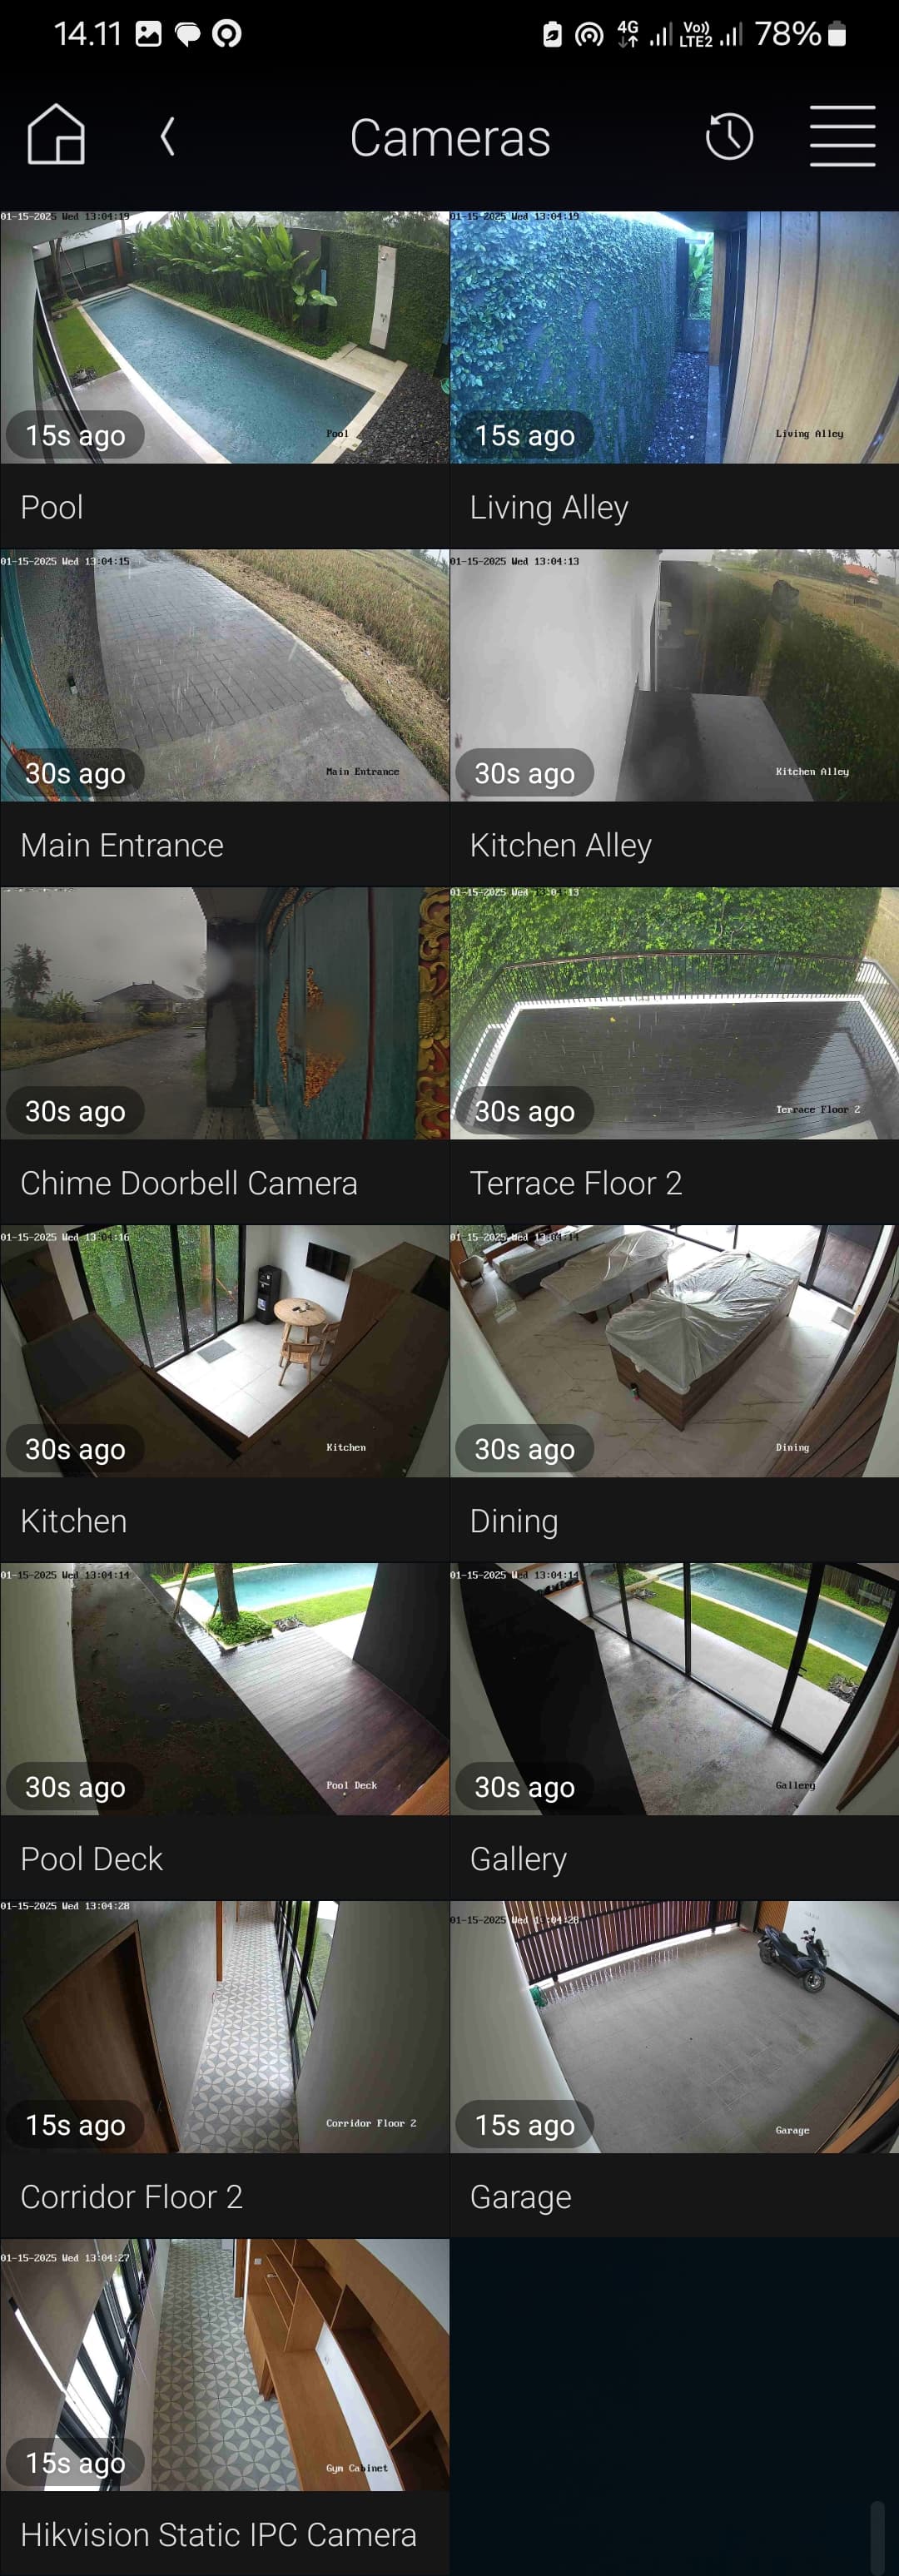 14.11 4G Vo)) LTE2 78%
Cameras
01-15-2025 Wed 13:04:19
01-15-2025 Wed 13:04:19
15s ago
Pool
15s ago
Living Alley
Pool
Living Alley
01-15-2025 Wed 13:04:15
01-15-2025 Wed 13:04:13
30s ago
Main Entrance
30s ago
Kitchen Alley
Main Entrance
Kitchen Alley
01-15-2025 Wed 13:04:13
30s ago
30s ago
Terrace Floor 2
Chime Doorbell Camera
Terrace Floor 2
01-15-2025 Wed 13:04:16
01-15-2025 Wed 13:04:14
30s ago
Kitchen
30s ago
Dining
Kitchen
Dining
01-15-2025 Wed 13:04:14
01-15-2025 Wed 13:04:14
30s ago
Pool Deck
30s ago
Gallery
Pool Deck
Gallery
01-15-2025 Wed 13:04:28
01-15-2025 Wed 13:04:28
15s ago
Corridor Floor 2
15s ago
Garage
Corridor Floor 2
Garage
01-15-2025 Wed 13:04:27
15s ago
Gym Cabinet
Hikvision Static IPC Camera